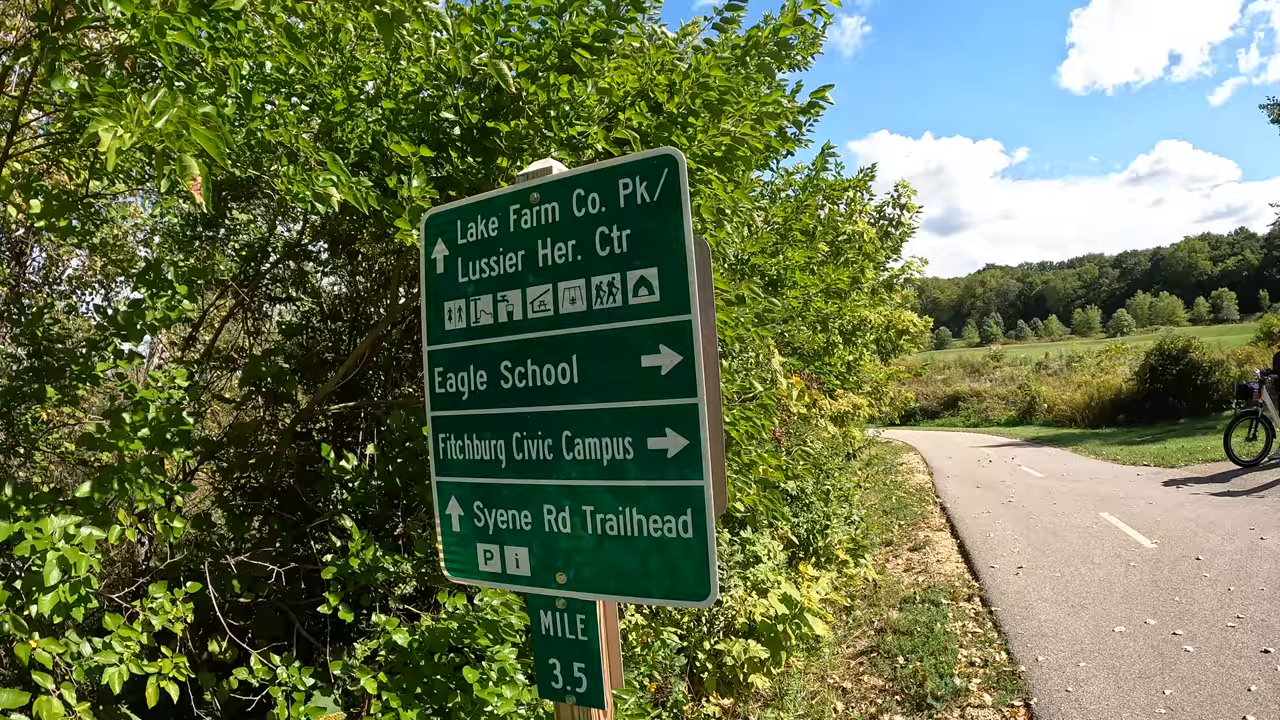 Lake Farm Co. Pk/
Lussier Her. Ctr
Eagle School
Fitchburg Civic Campus
Syene Rd Trailhead
P i
MILE
3.5